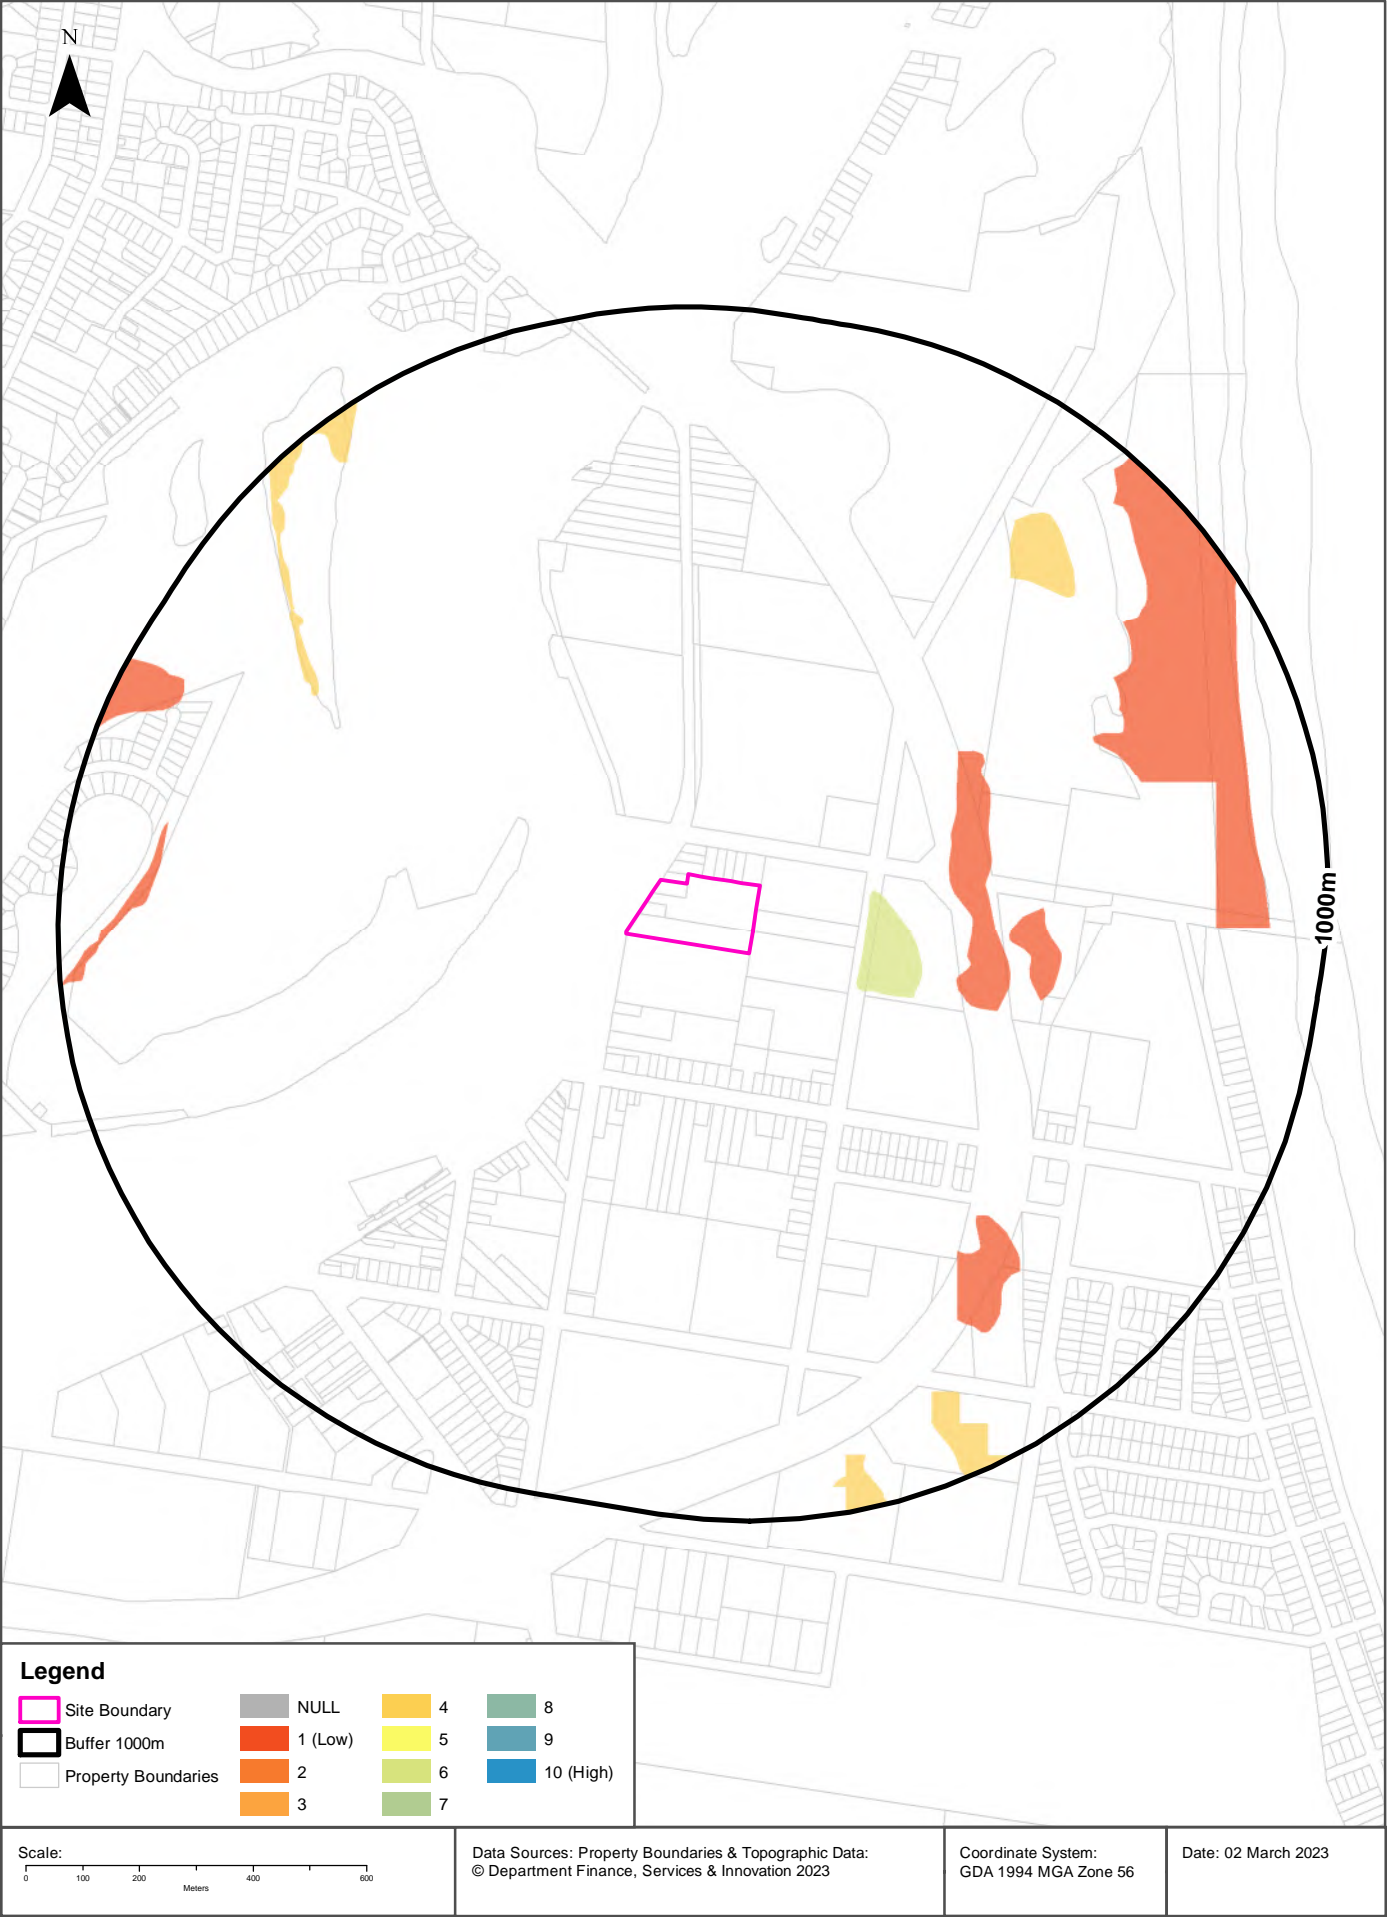 N
1000m
Legend
Site Boundary
Buffer 1000m
Property Boundaries
NULL
1 (Low)
2
3
4
5
6
7
8
9
10 (High)
Scale:
0 100 200 400 600
Meters
Data Sources: Property Boundaries & Topographic Data:
© Department Finance, Services & Innovation 2023
Coordinate System:
GDA 1994 MGA Zone 56
Date: 02 March 2023